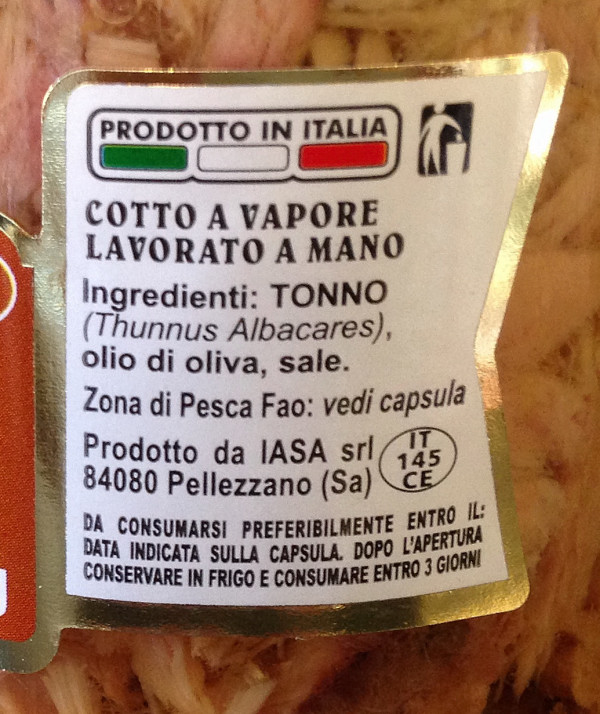 PRODOTTO IN ITALIA
COTTO A VAPORE
LAVORATO A MANO
Ingredienti: TONNO
(Thunnus Albacares),
olio di oliva, sale.
Zona di Pesca Fao: vedi capsula
Prodotto da IASA srl
84080 Pellezzano (Sa)
IT
145
CE
DA CONSUMARSI PREFERIBILMENTE ENTRO IL:
DATA INDICATA SULLA CAPSULA. DOPO L'APERTURA
CONSERVARE IN FRIGO E CONSUMARE ENTRO 3 GIORNI